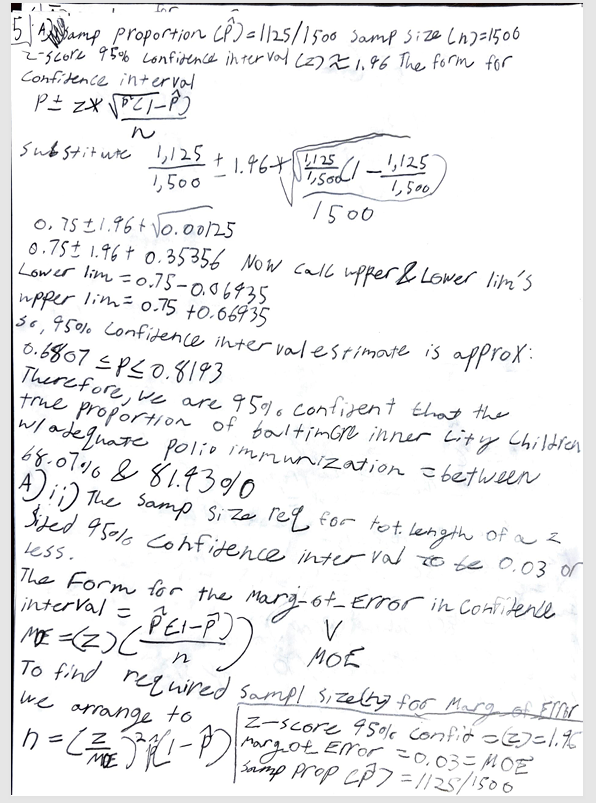 5) A) Samp Proportion (p̂) = 1125/1500 samp size (n)=1500
z-score 95% confidence interval (z) ≈ 1.96 The form for
Confidence interval
P ± z* √p̂(1-p̂)
n
Substitute 1,125/1,500 ± 1.96 + √1,125/1,500 (1 - 1,125/1,500)
1500
0.75 ± 1.96 + √0.00125
0.75 ± 1.96 + 0.35356 Now calc upper & Lower lim's
Lower lim = 0.75 - 0.06935
upper lim = 0.75 + 0.06935
so, 95% confidence interval estimate is approx:
0.6807 ≤ P ≤ 0.8193
Therefore, we are 95% confident that the
true proportion of baltimore inner city children
w/ adequate polio immunization = between
68.07% & 81.93%
A) ii) The samp size req for tot. length of a 2
sided 95% confidence interval to be 0.03 or
less.
The Form for the Marg-of-Error in Confidence
interval =
MOE = (z) (p̂(1-p̂)/n)
MOE
To find required sampl size(n) for Marg of Error
we arrange to
n = (z/MOE)² p̂(1-p̂)
z-score 95% confid = (z) = 1.96
Marg of Error = 0.03 = MOE
samp prop (p̂) = 1125/1500